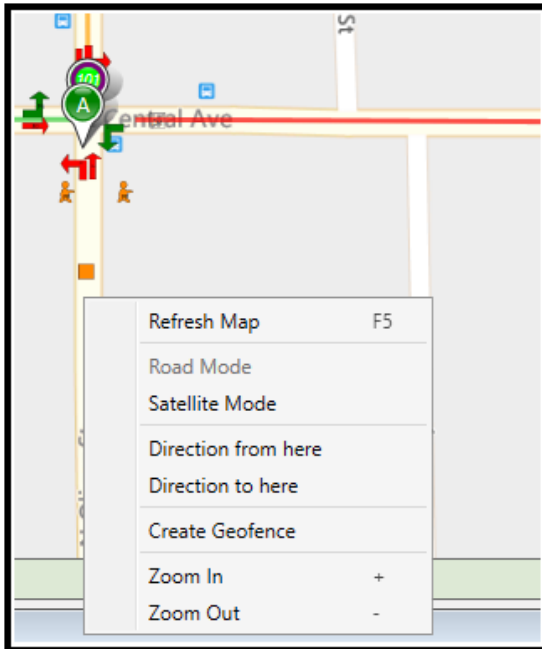 St
101
A
Central Ave
Refresh Map F5
Road Mode
Satellite Mode
Direction from here
Direction to here
Create Geofence
Zoom In +
Zoom Out -